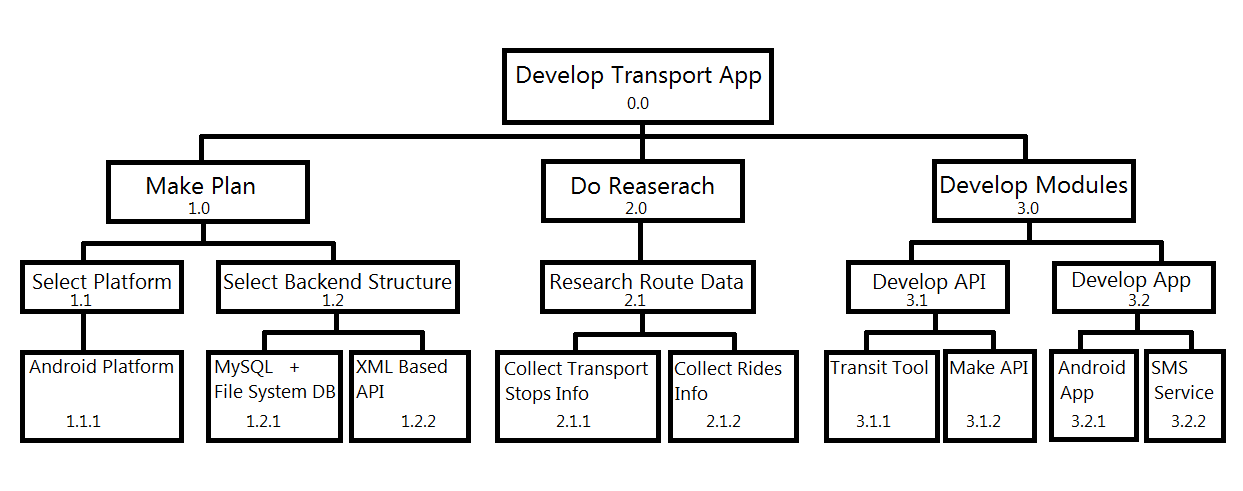 Develop Transport App
0.0
Make Plan
1.0
Do Reaserach
2.0
Develop Modules
3.0
Select Platform
1.1
Select Backend Structure
1.2
Research Route Data
2.1
Develop API
3.1
Develop App
3.2
Android Platform
1.1.1
MySQL +
File System DB
1.2.1
XML Based
API
1.2.2
Collect Transport
Stops Info
2.1.1
Collect Rides
Info
2.1.2
Transit Tool
3.1.1
Make API
3.1.2
Android
App
3.2.1
SMS
Service
3.2.2